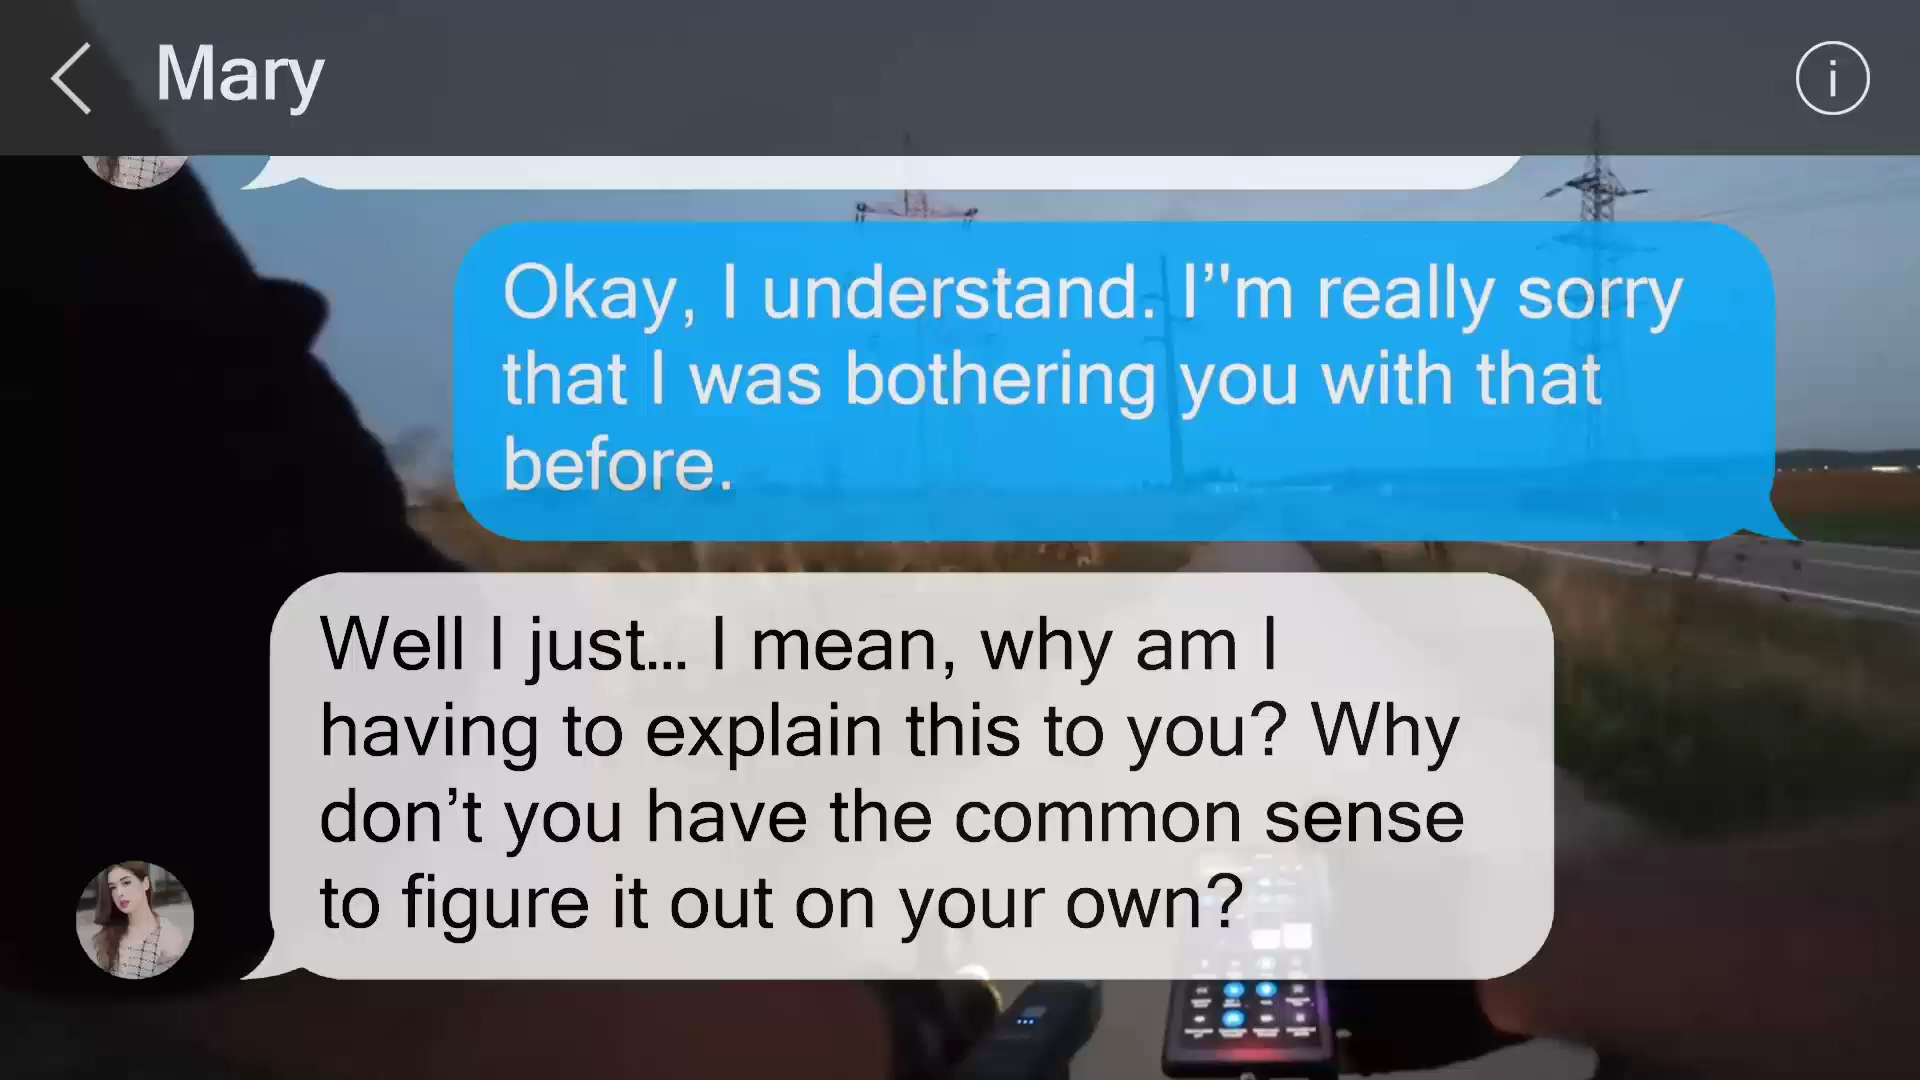 Mary
i
Okay, I understand. I’'m really sorry
that I was bothering you with that
before.
Well I just... I mean, why am I
having to explain this to you? Why
don’t you have the common sense
to figure it out on your own?